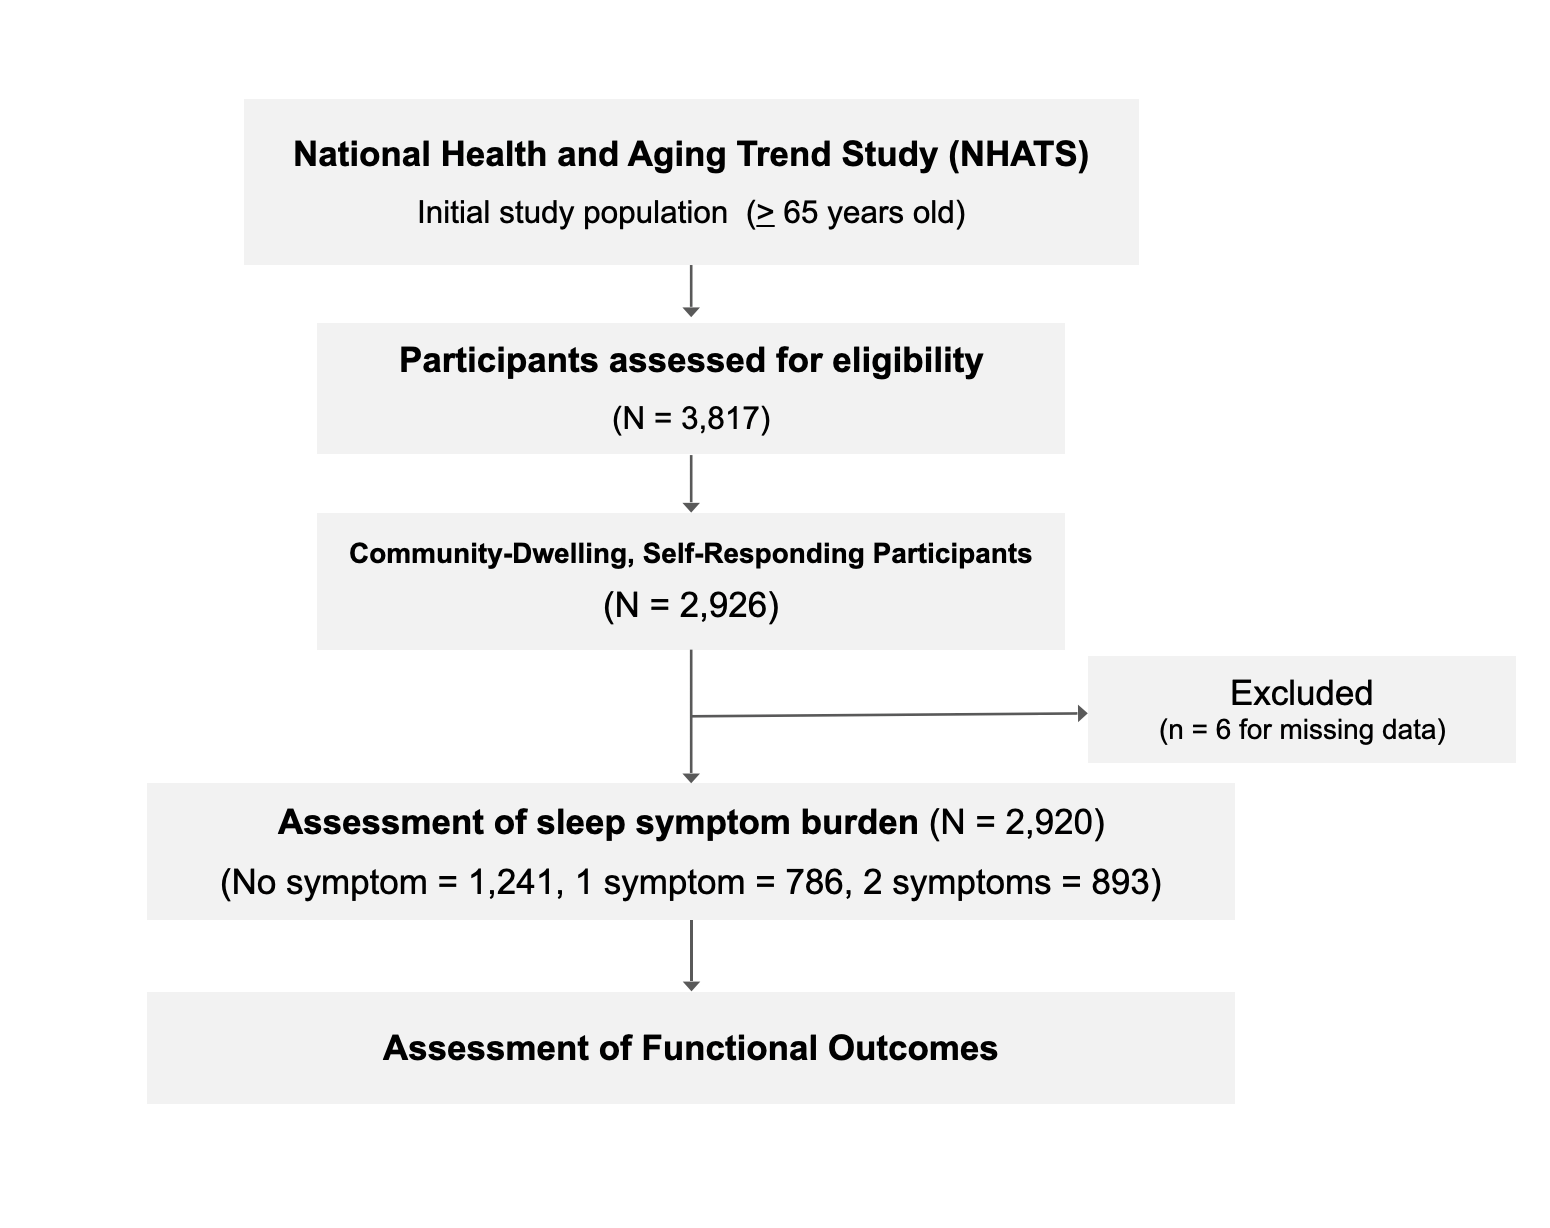 National Health and Aging Trend Study (NHATS)
Initial study population (≥ 65 years old)
Participants assessed for eligibility
(N = 3,817)
Community-Dwelling, Self-Responding Participants
(N = 2,926)
Excluded
(n = 6 for missing data)
Assessment of sleep symptom burden (N = 2,920)
(No symptom = 1,241, 1 symptom = 786, 2 symptoms = 893)
Assessment of Functional Outcomes